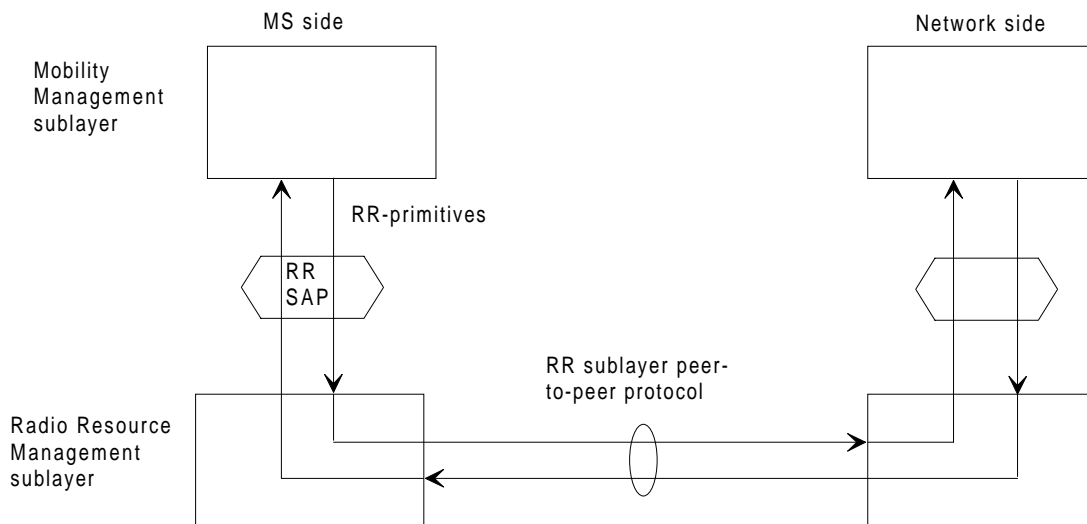 MS side
Network side
Mobility
Management
sublayer
RR-primitives
RR
SAP
RR sublayer peer-
to-peer protocol
Radio Resource
Management
sublayer